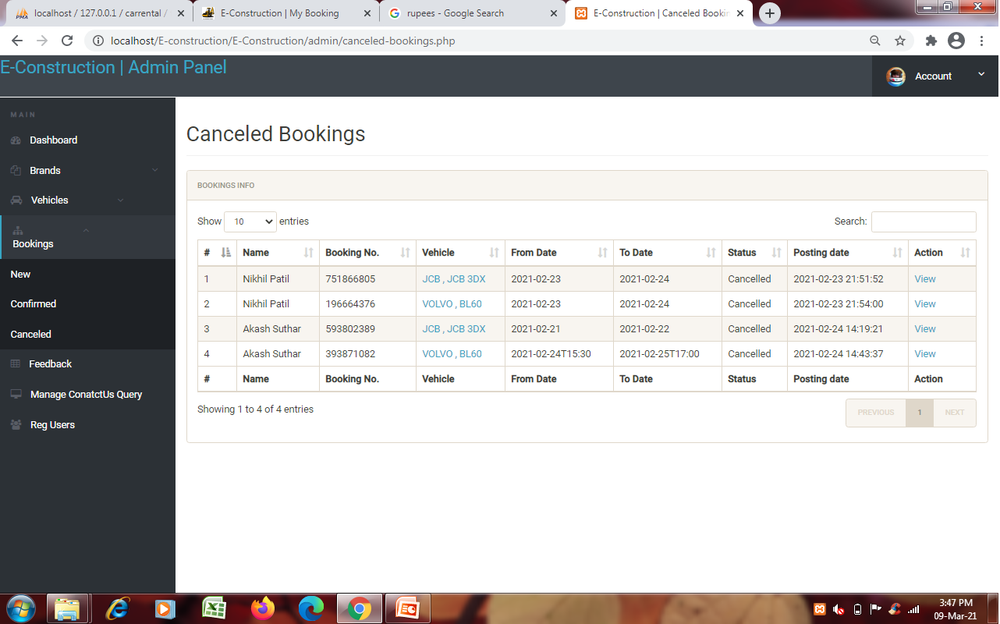 localhost / 127.0.0.1 / carrental /
E-Construction | My Booking
rupees - Google Search
E-Construction | Canceled Bookin
localhost/E-construction/E-Construction/admin/canceled-bookings.php
E-Construction | Admin Panel
Account
MAIN
Dashboard
Brands
Vehicles
Bookings
New
Confirmed
Canceled
Feedback
Manage ConatctUs Query
Reg Users
Canceled Bookings
BOOKINGS INFO
Show 10 entries
Search:
# Name Booking No. Vehicle From Date To Date Status Posting date Action
1 Nikhil Patil 751866805 JCB , JCB 3DX 2021-02-23 2021-02-24 Cancelled 2021-02-23 21:51:52 View
2 Nikhil Patil 196664376 VOLVO , BL60 2021-02-23 2021-02-24 Cancelled 2021-02-23 21:54:00 View
3 Akash Suthar 593802389 JCB , JCB 3DX 2021-02-21 2021-02-22 Cancelled 2021-02-24 14:19:21 View
4 Akash Suthar 393871082 VOLVO , BL60 2021-02-24T15:30 2021-02-25T17:00 Cancelled 2021-02-24 14:43:37 View
# Name Booking No. Vehicle From Date To Date Status Posting date Action
Showing 1 to 4 of 4 entries
PREVIOUS 1 NEXT
3:47 PM
09-Mar-21